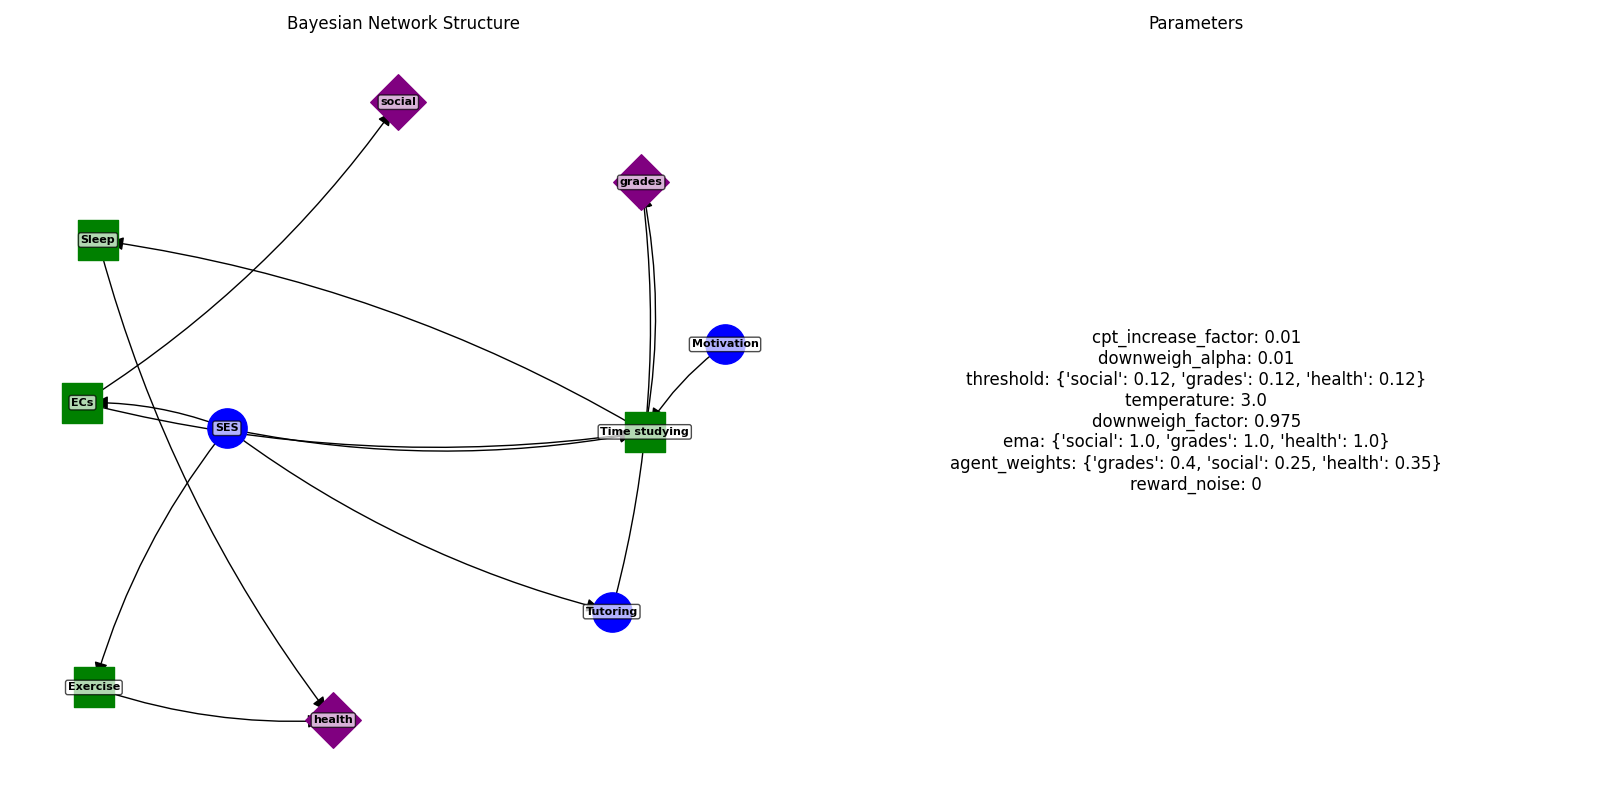 Bayesian Network Structure
Parameters
social
grades
Sleep
Motivation
ECs
SES
Time studying
Tutoring
Exercise
health
cpt_increase_factor: 0.01
downweigh_alpha: 0.01
threshold: {'social': 0.12, 'grades': 0.12, 'health': 0.12}
temperature: 3.0
downweigh_factor: 0.975
ema: {'social': 1.0, 'grades': 1.0, 'health': 1.0}
agent_weights: {'grades': 0.4, 'social': 0.25, 'health': 0.35}
reward_noise: 0